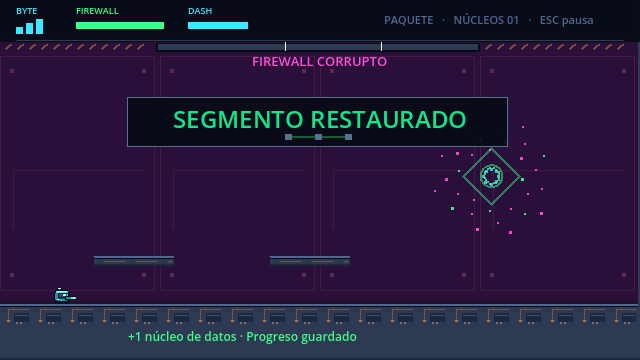 BYTE FIREWALL DASH PAQUETE · NÚCLEOS 01 · ESC pausa
FIREWALL CORRUPTO
SEGMENTO RESTAURADO
+1 núcleo de datos · Progreso guardado